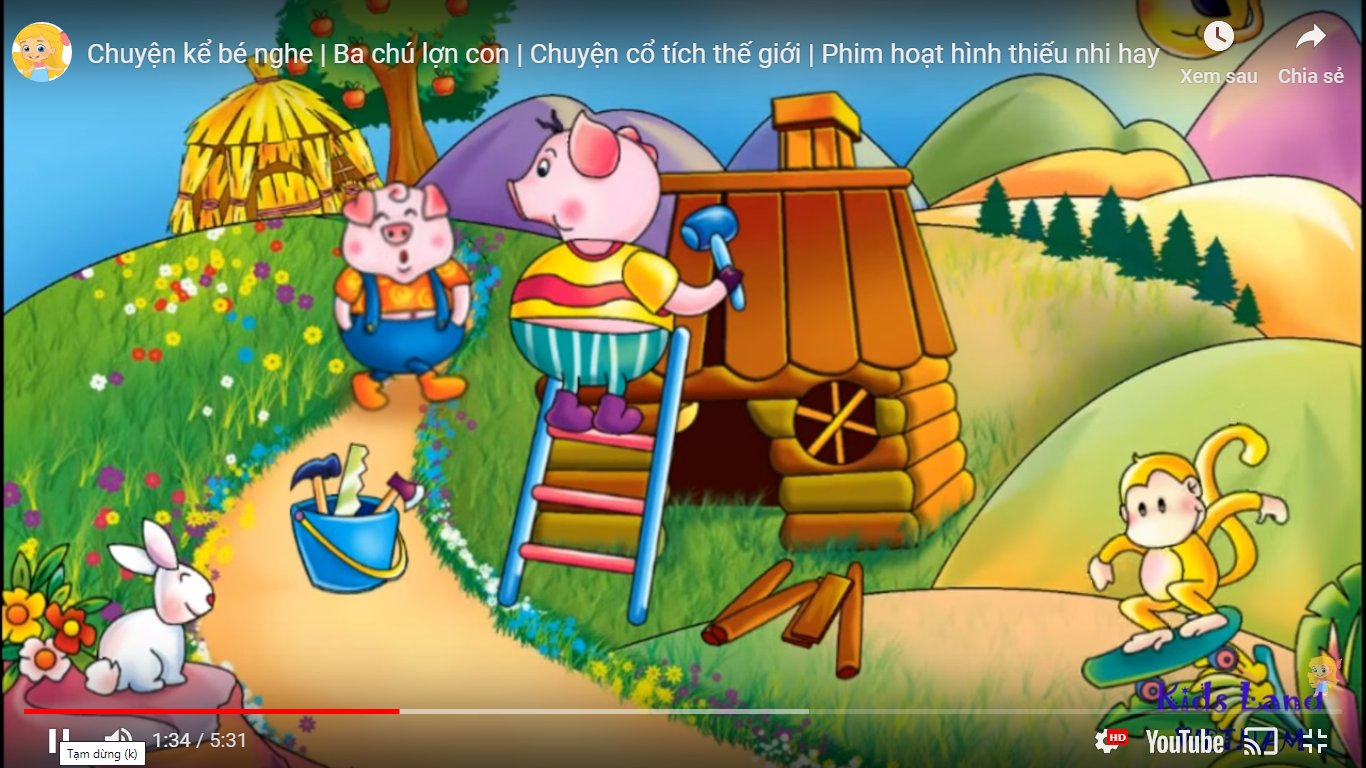 Chuyện kể bé nghe | Ba chú lợn con | Chuyện cổ tích thế giới | Phim hoạt hình thiếu nhi hay
Xem sau Chia sẻ
Kids Land
1:34 / 5:31
HD
YouTube
Tạm dừng (k)